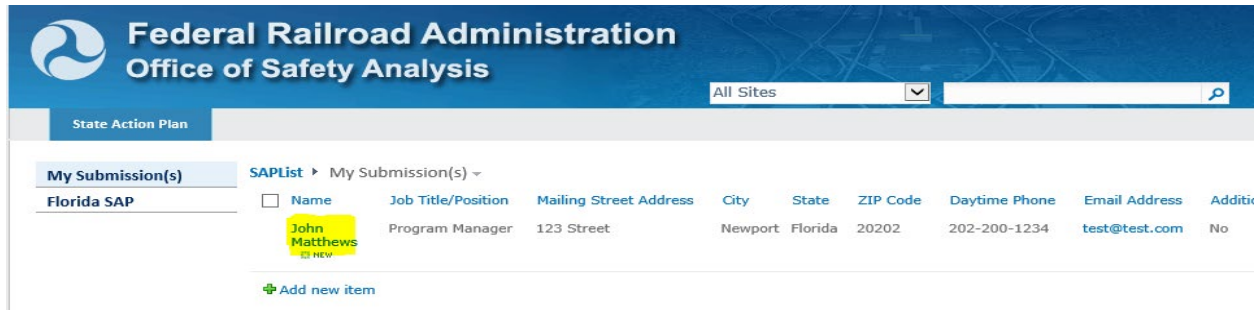 Federal Railroad Administration
Office of Safety Analysis
All Sites
State Action Plan
My Submission(s)
Florida SAP
SAPList ▸ My Submission(s)
Name Job Title/Position Mailing Street Address City State ZIP Code Daytime Phone Email Address Additio
John Program Manager 123 Street Newport Florida 20202 202-200-1234 test@test.com No
Matthews
NEW
Add new item